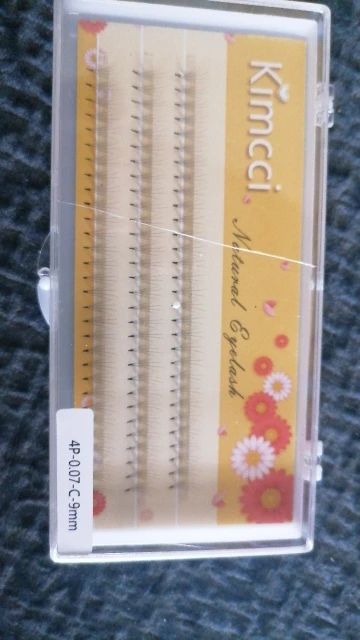 Kimcci
Natural Eyelash
4P-0.07-C-9mm